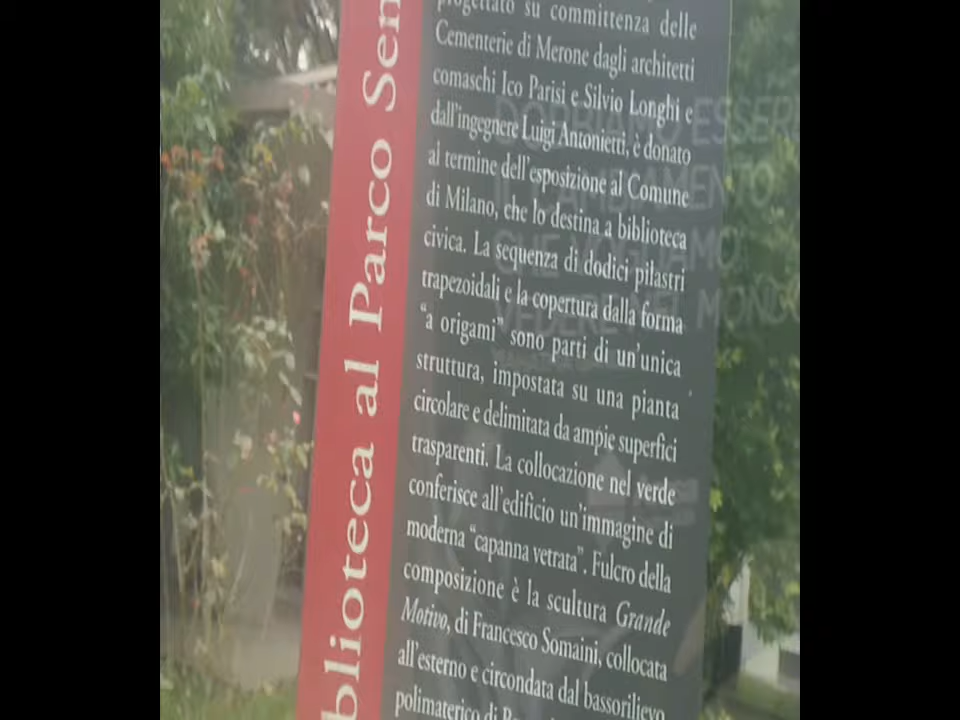 Biblioteca al Parco Sem
progettato su committenza delle
Cementerie di Merone dagli architetti
comaschi Ico Parisi e Silvio Longhi e
dall'ingegnere Luigi Antonietti, è donato
al termine dell'esposizione al Comune
di Milano, che lo destina a biblioteca
civica. La sequenza di dodici pilastri
trapezoidali e la copertura dalla forma
"a origami" sono parti di un'unica
struttura, impostata su una pianta
circolare e delimitata da ampie superfici
trasparenti. La collocazione nel verde
conferisce all'edificio un'immagine di
moderna "capanna vetrata". Fulcro della
composizione è la scultura Grande
Motivo, di Francesco Somaini, collocata
all'esterno e circondata dal bassorilievo
polimaterico di
DOBBIAMO ESSERE
IL CAMBIAMENTO
CHE VOGLIAMO
VEDERE NEL MONDO